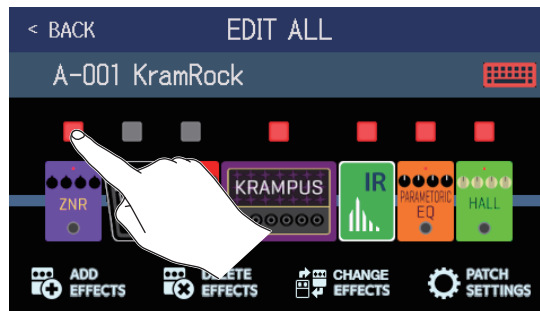 < BACK
EDIT ALL
A-001 KramRock
ZNR
KRAMPUS
IR
PARAMETORIC
EQ
HALL
ADD
EFFECTS
EFFECTS
CHANGE
EFFECTS
PATCH
SETTINGS